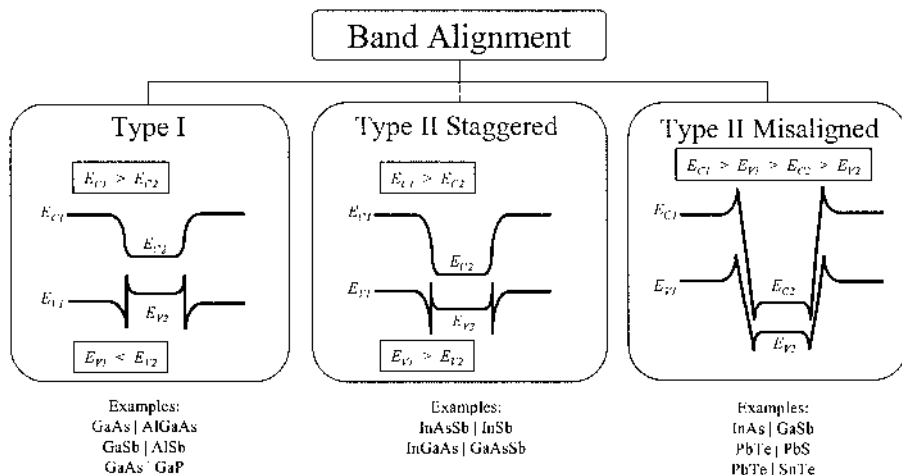 Band Alignment
Type I
E_C1 > E_C2
E_C1
E_C2
E_V1
E_V2
E_V1 < E_V2
Examples:
GaAs | AlGaAs
GaSb | AlSb
GaAs | GaP
Type II Staggered
E_C1 > E_C2
E_C1
E_C2
E_V1
E_V2
E_V1 > E_V2
Examples:
InAsSb | InSb
InGaAs | GaAsSb
Type II Misaligned
E_C1 > E_V1 > E_C2 > E_V2
E_C1
E_V1
E_C2
E_V2
Examples:
InAs | GaSb
PbTe | PbS
PbTe | SnTe